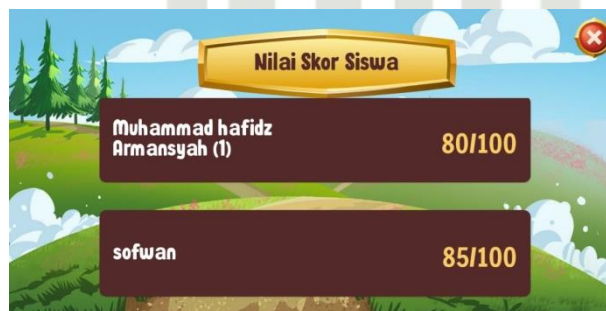 Nilai Skor Siswa
Muhammad hafidz
Armansyah (1)
80/100
sofwan
85/100